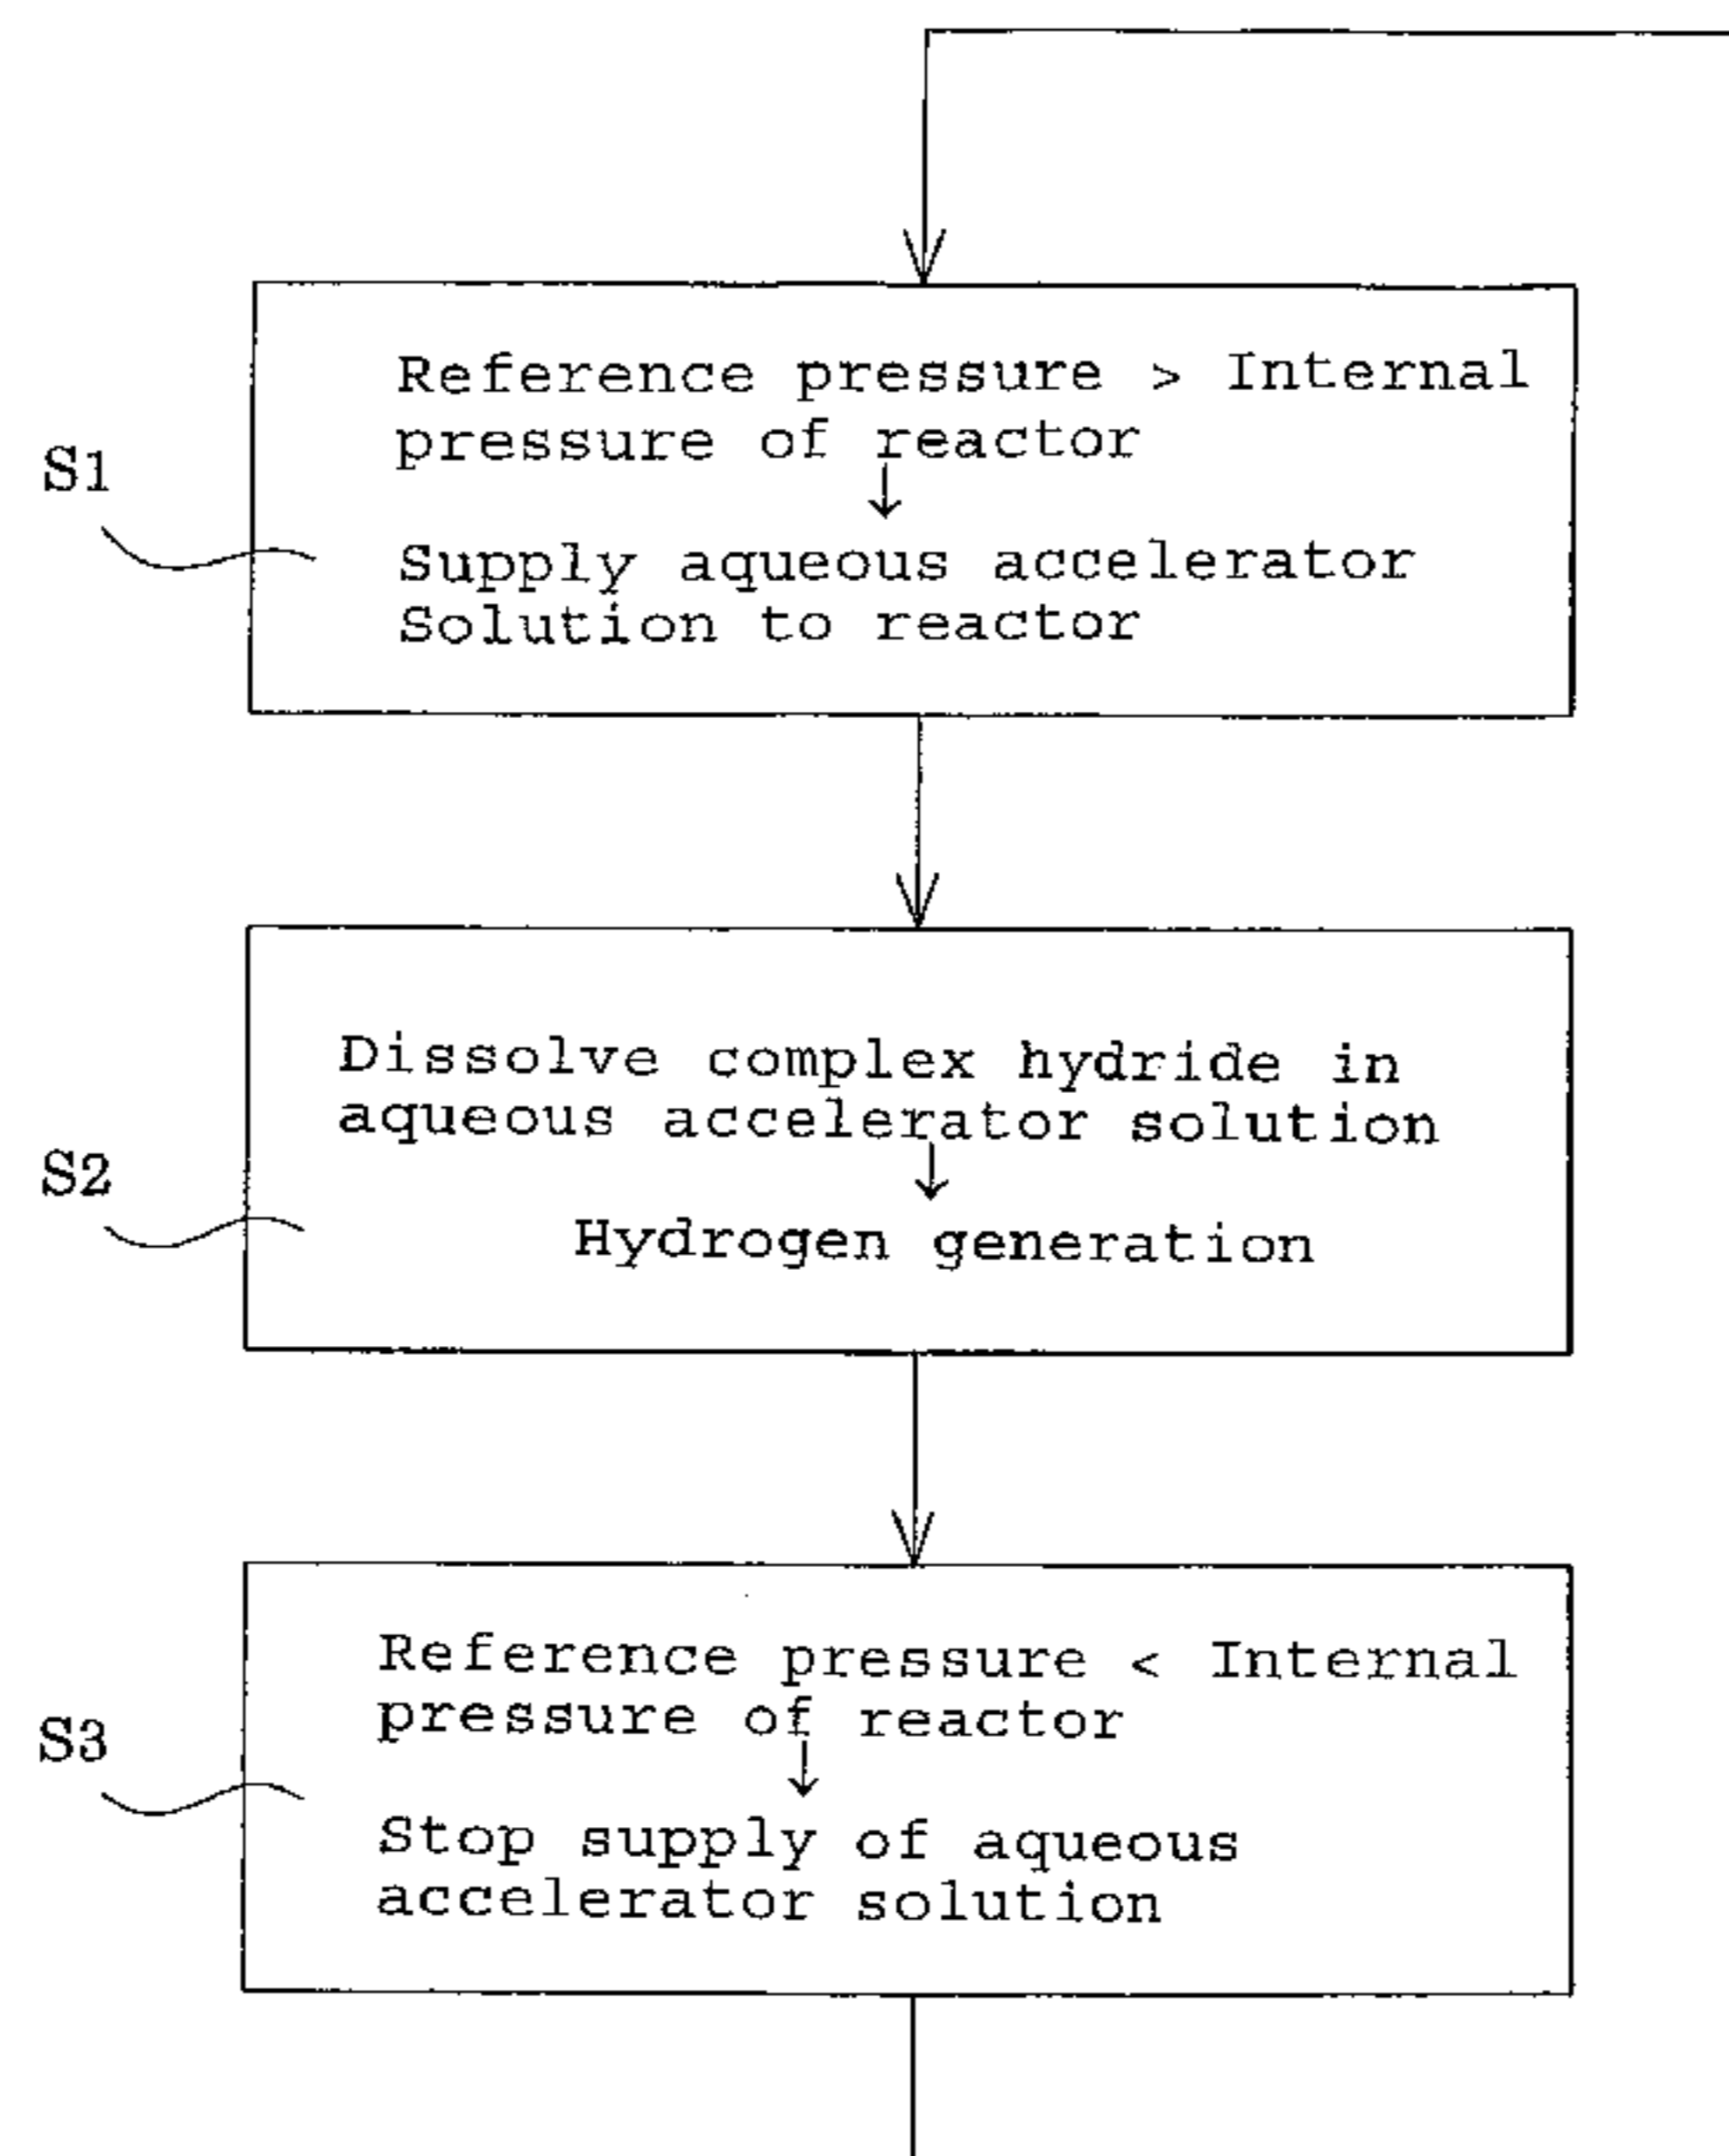 Reference pressure > Internal
pressure of reactor
↓
S1
Supply aqueous accelerator
Solution to reactor
Dissolve complex hydride in
aqueous accelerator solution
↓
S2
Hydrogen generation
Reference pressure < Internal
pressure of reactor
↓
S3
Stop supply of aqueous
accelerator solution